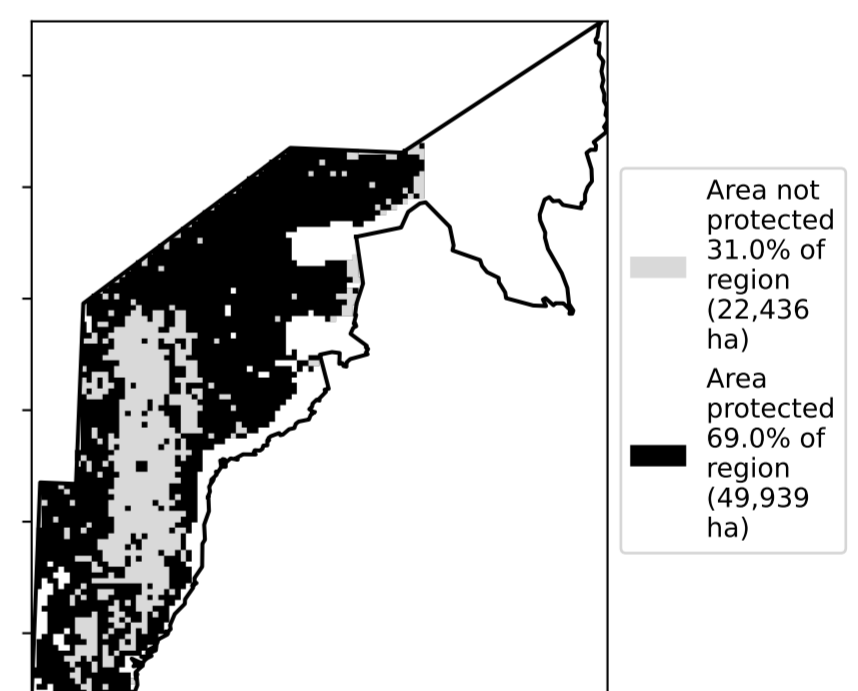 Area not
protected
31.0% of
region
(22,436
ha)
Area
protected
69.0% of
region
(49,939
ha)